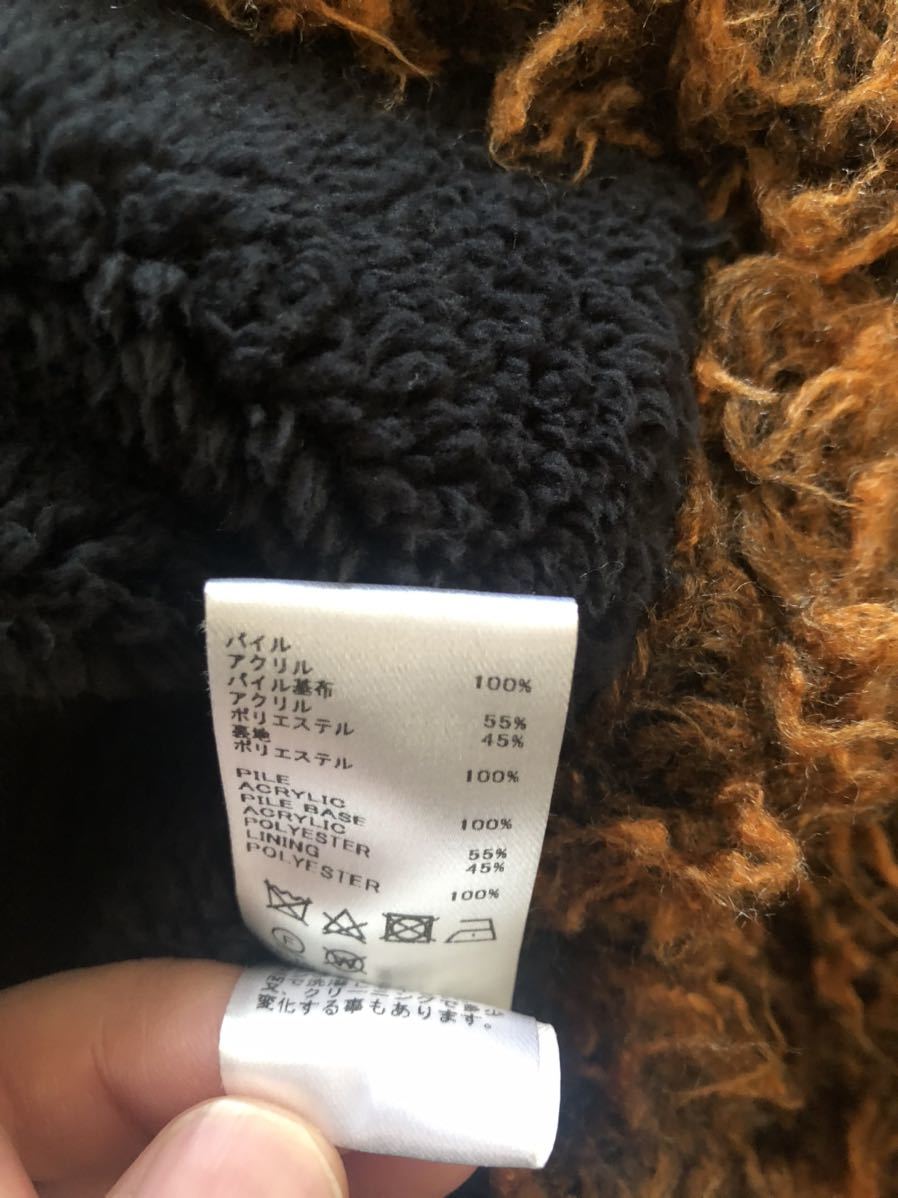 パイル
アクリル 100%
パイル基布
アクリル 55%
ポリエステル 45%
裏地
ポリエステル 100%
PILE
ACRYLIC 100%
PILE BASE
ACRYLIC 55%
POLYESTER 45%
LINING
POLYESTER 100%
F
W
変化する事もあります。